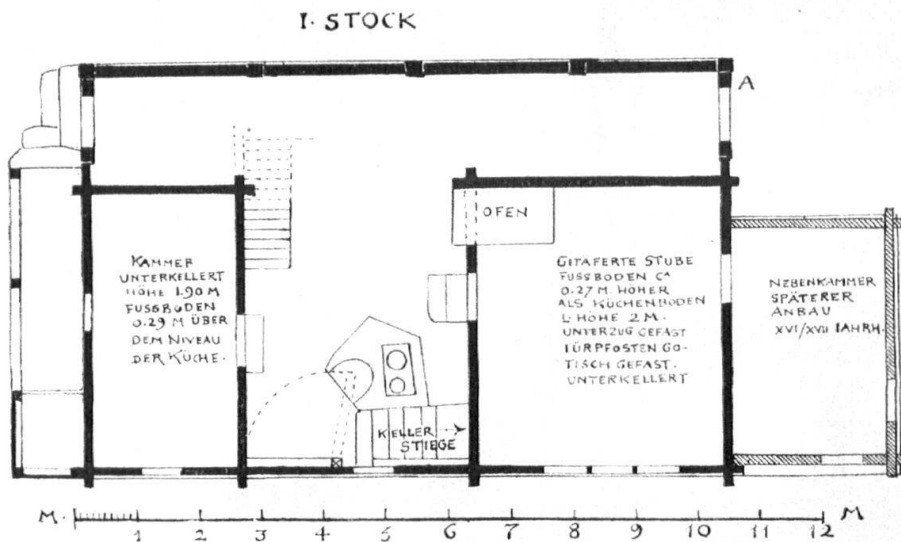 I. STOCK
A
OFEN
KAMMER
UNTERKELLERT
HÖHE 1.90 M
FUSSBODEN
0.29 M ÜBER
DEM NIVEAU
DER KÜCHE.
GITÄFERTE STUBE
FUSSBODEN CA
0.27 M. HÖHER
ALS KÜCHENBODEN
L. HÖHE 2 M.
UNTERZUG GEFAST
TÜRPFOSTEN GO-
TISCH GEFAST.
UNTERKELLERT
NEBENKAMMER
SPÄTERER
ANBAU
XVI/XVII IAHRH.
KELLER
STIEGE
M. 1 2 3 4 5 6 7 8 9 10 11 12 M